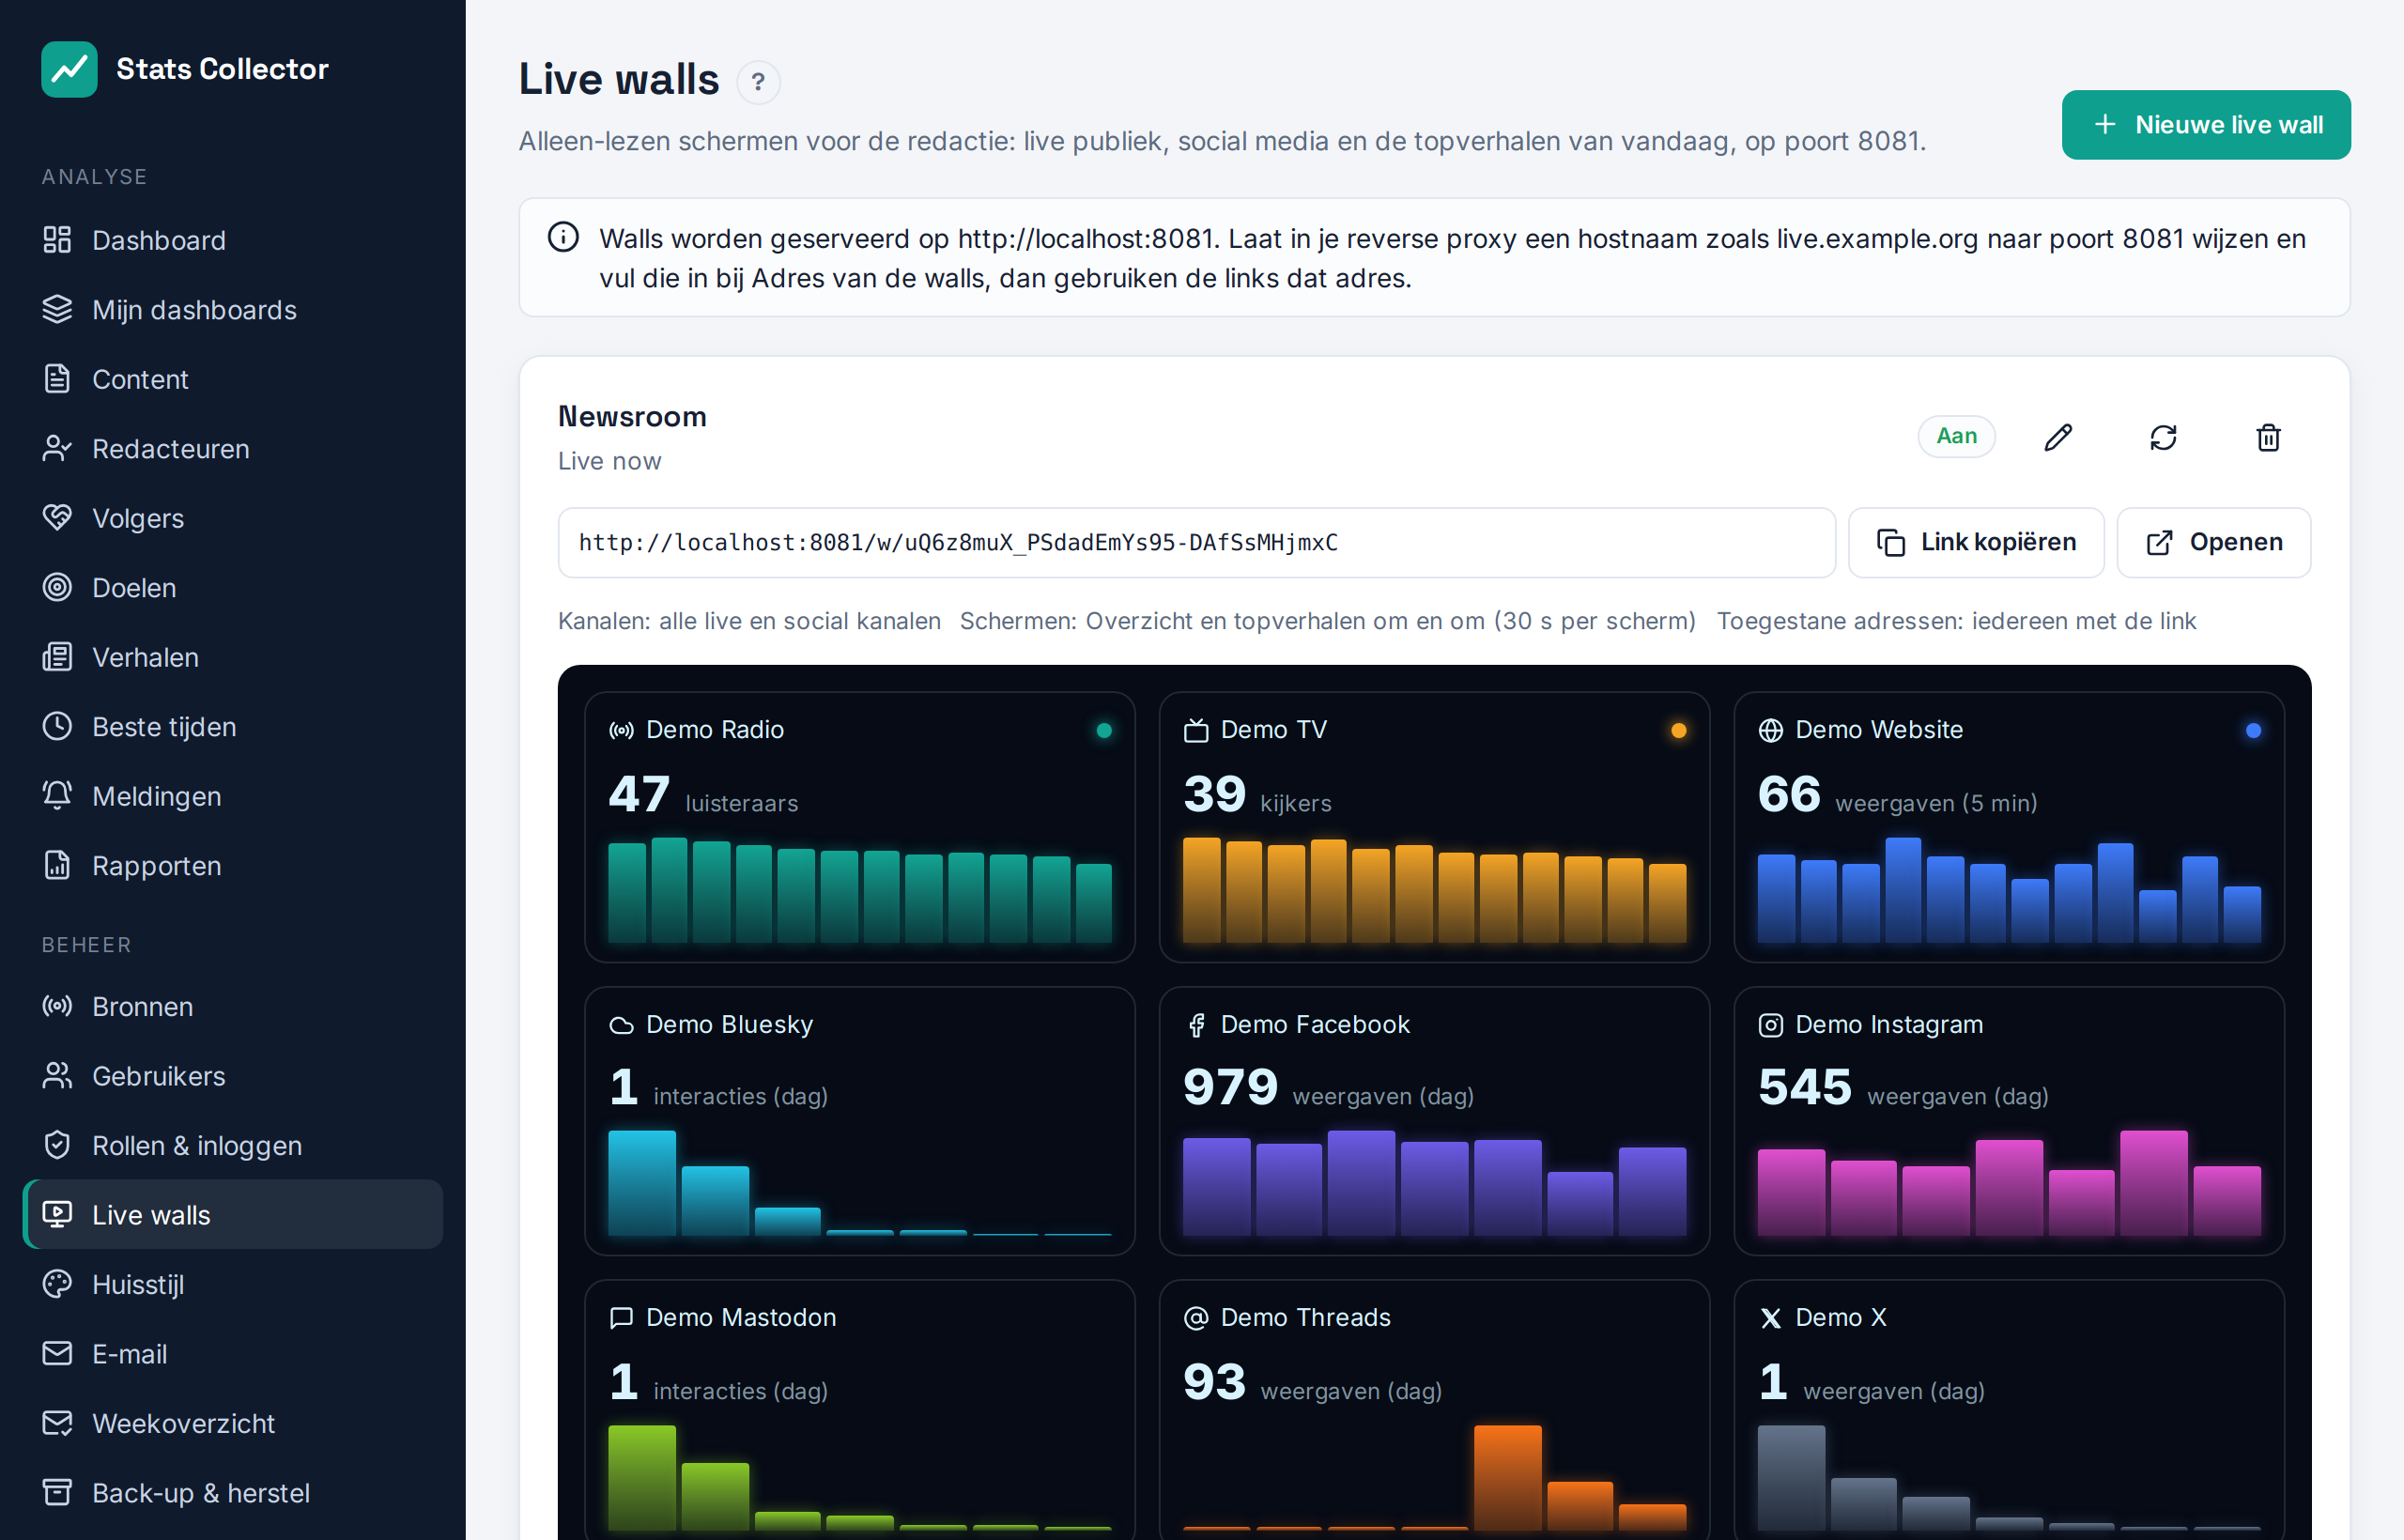 Stats Collector
ANALYSE
Dashboard
Mijn dashboards
Content
Redacteuren
Volgers
Doelen
Verhalen
Beste tijden
Meldingen
Rapporten
BEHEER
Bronnen
Gebruikers
Rollen & inloggen
Live walls
Huisstijl
E-mail
Weekoverzicht
Back-up & herstel
Live walls ?
Alleen-lezen schermen voor de redactie: live publiek, social media en de topverhalen van vandaag, op poort 8081.
Nieuwe live wall
Walls worden geserveerd op http://localhost:8081. Laat in je reverse proxy een hostnaam zoals live.example.org naar poort 8081 wijzen en
vul die in bij Adres van de walls, dan gebruiken de links dat adres.
Newsroom
Live now
Aan
http://localhost:8081/w/uQ6z8muX_PSdadEmYs95-DAfSsMHjmxC
Link kopiëren
Openen
Kanalen: alle live en social kanalen Schermen: Overzicht en topverhalen om en om (30 s per scherm) Toegestane adressen: iedereen met de link
Demo Radio
47 luisteraars
Demo TV
39 kijkers
Demo Website
66 weergaven (5 min)
Demo Bluesky
1 interacties (dag)
Demo Facebook
979 weergaven (dag)
Demo Instagram
545 weergaven (dag)
Demo Mastodon
1 interacties (dag)
Demo Threads
93 weergaven (dag)
Demo X
1 weergaven (dag)